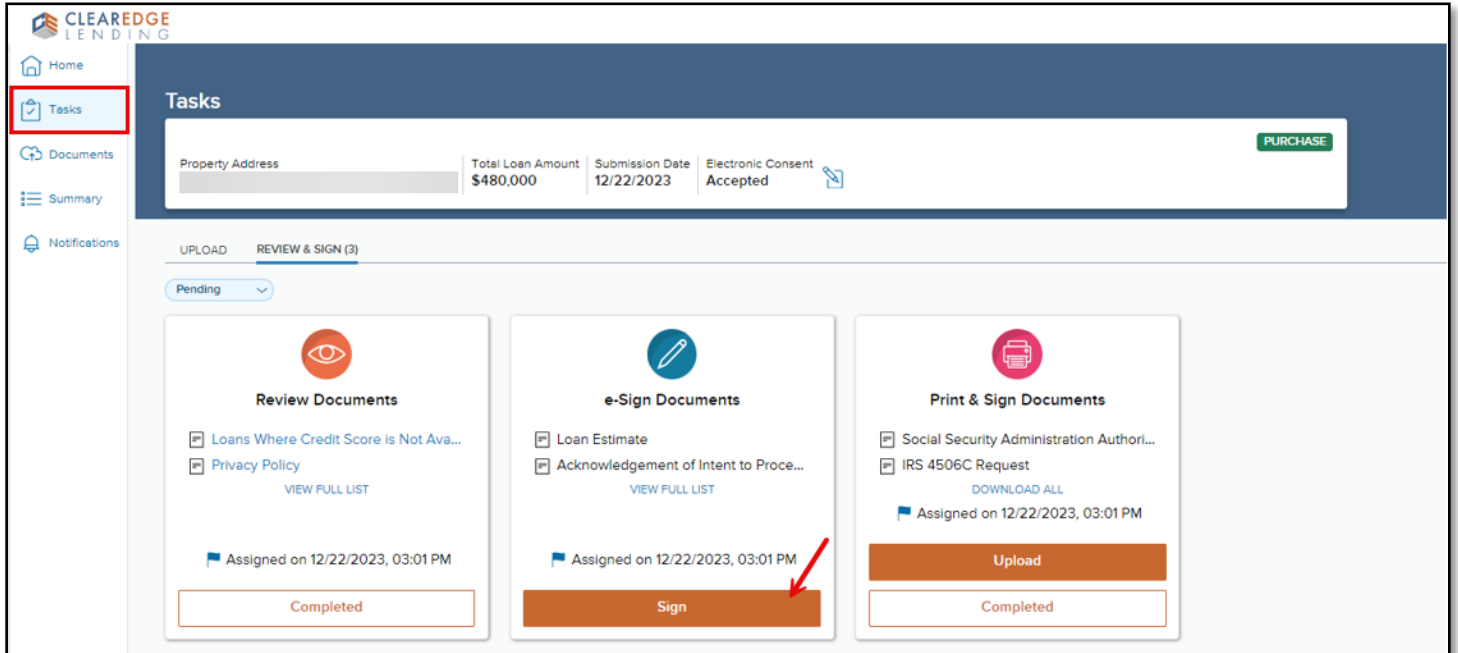 CLEAREDGE
LENDING
Home
Tasks
Documents
Summary
Notifications
Tasks
PURCHASE
Property Address
Total Loan Amount
$480,000
Submission Date
12/22/2023
Electronic Consent
Accepted
UPLOAD
REVIEW & SIGN (3)
Pending
Review Documents
Loans Where Credit Score is Not Ava...
Privacy Policy
VIEW FULL LIST
Assigned on 12/22/2023, 03:01 PM
Completed
e-Sign Documents
Loan Estimate
Acknowledgement of Intent to Proce...
VIEW FULL LIST
Assigned on 12/22/2023, 03:01 PM
Sign
Print & Sign Documents
Social Security Administration Authori...
IRS 4506C Request
DOWNLOAD ALL
Assigned on 12/22/2023, 03:01 PM
Upload
Completed